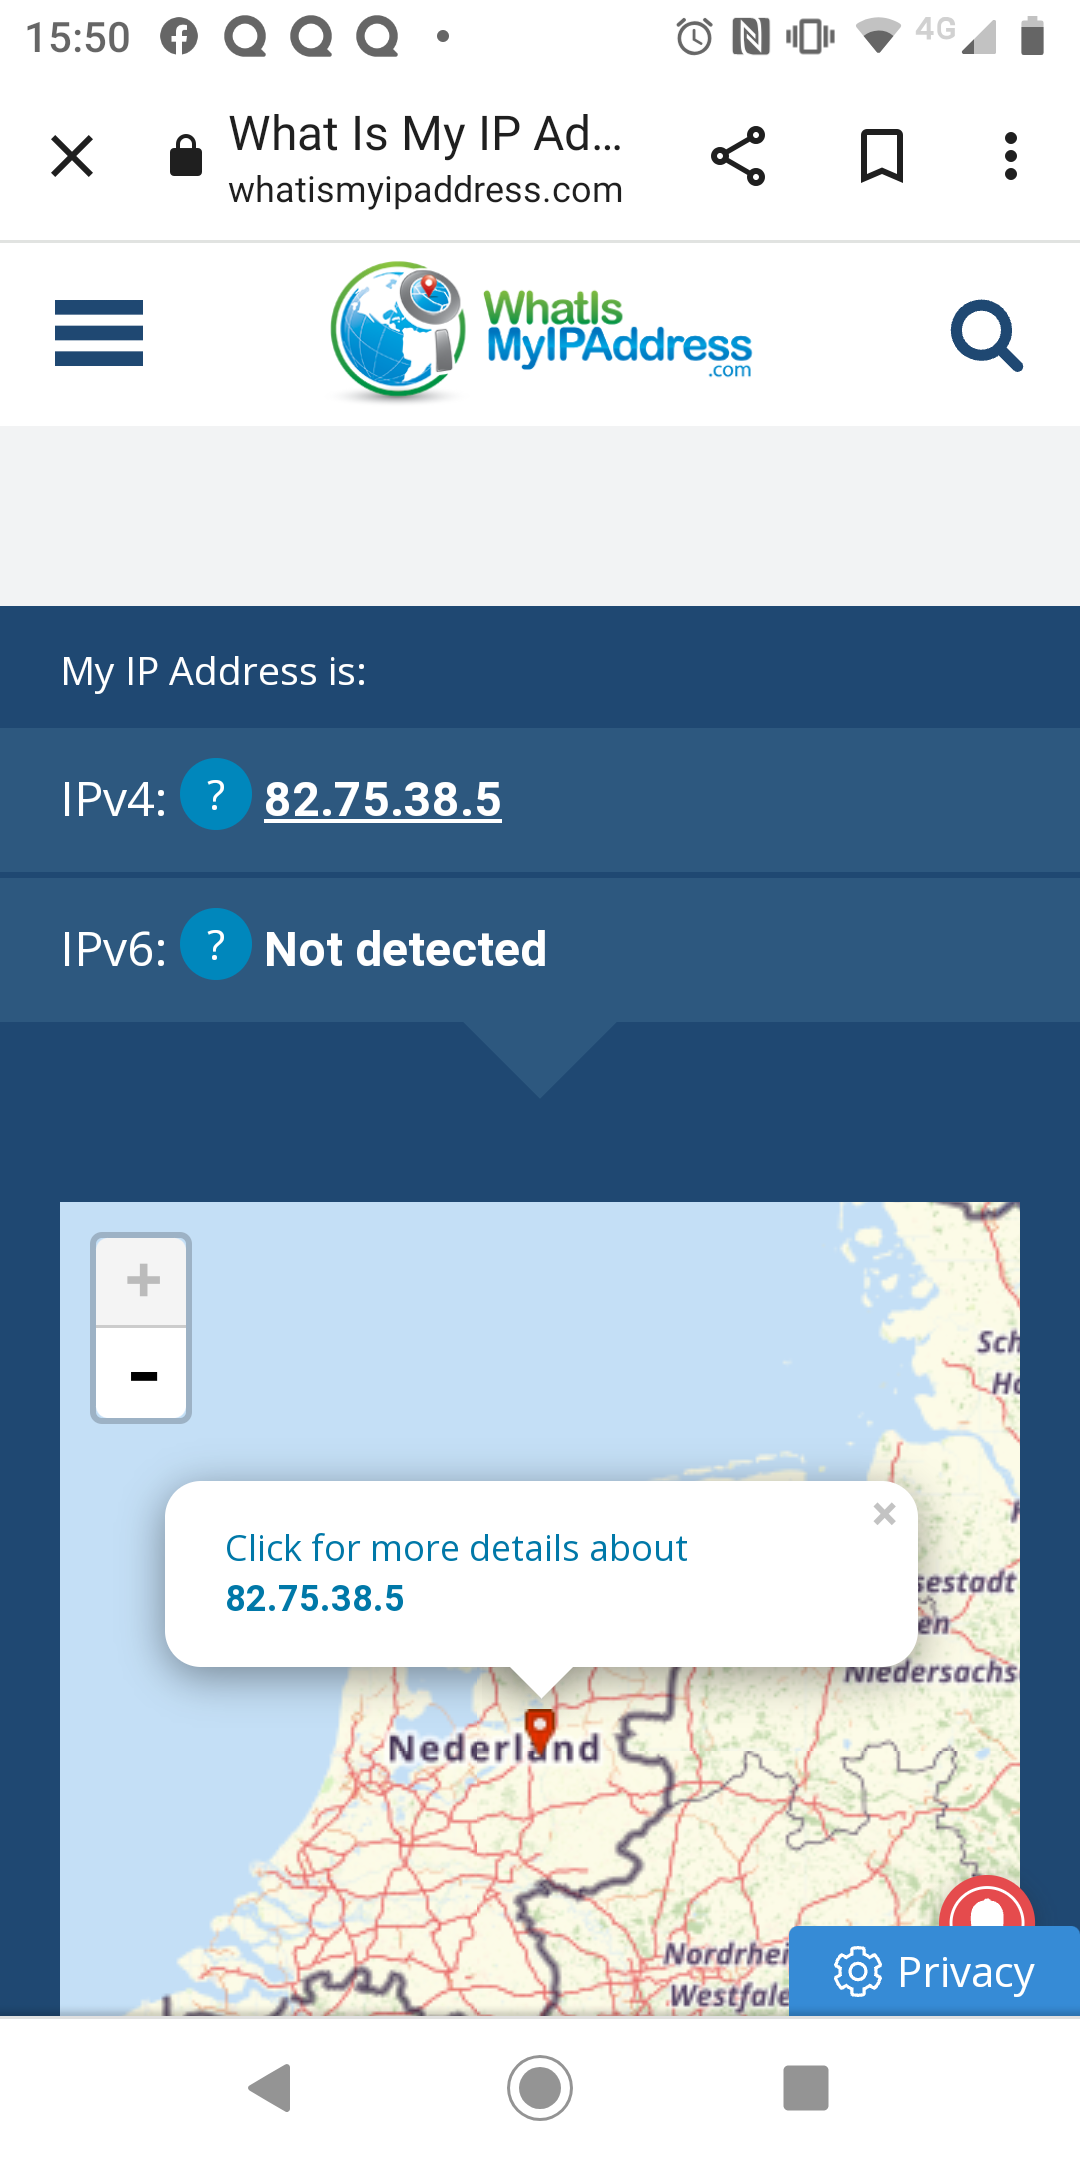 15:50
4G
What Is My IP Ad...
whatismyipaddress.com
WhatIs
MyIPAddress
.com
My IP Address is:
IPv4: ? 82.75.38.5
IPv6: ? Not detected
+
-
Sch
Ho
Click for more details about
82.75.38.5
×
sestadt
en
Niedersachs
Nederland
Nordrhei
Westfale
Privacy